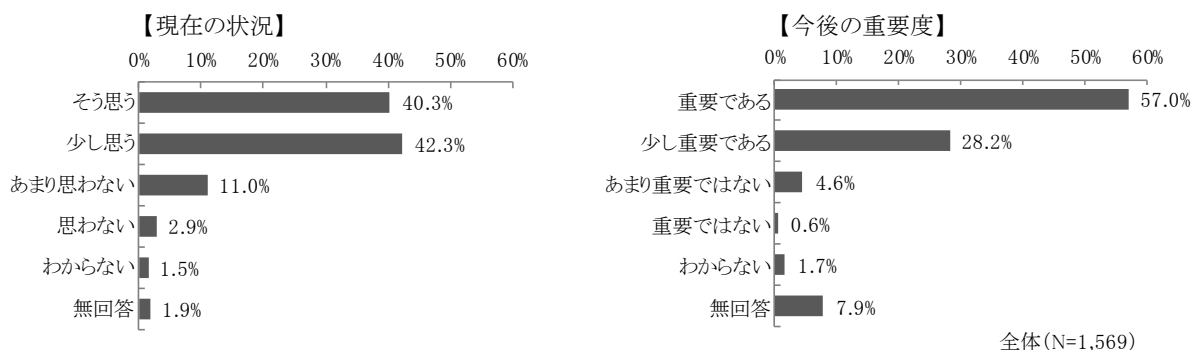 【現在の状況】
0% 10% 20% 30% 40% 50% 60%
そう思う 40.3%
少し思う 42.3%
あまり思わない 11.0%
思わない 2.9%
わからない 1.5%
無回答 1.9%
【今後の重要度】
0% 10% 20% 30% 40% 50% 60%
重要である 57.0%
少し重要である 28.2%
あまり重要ではない 4.6%
重要ではない 0.6%
わからない 1.7%
無回答 7.9%
全体(N=1,569)